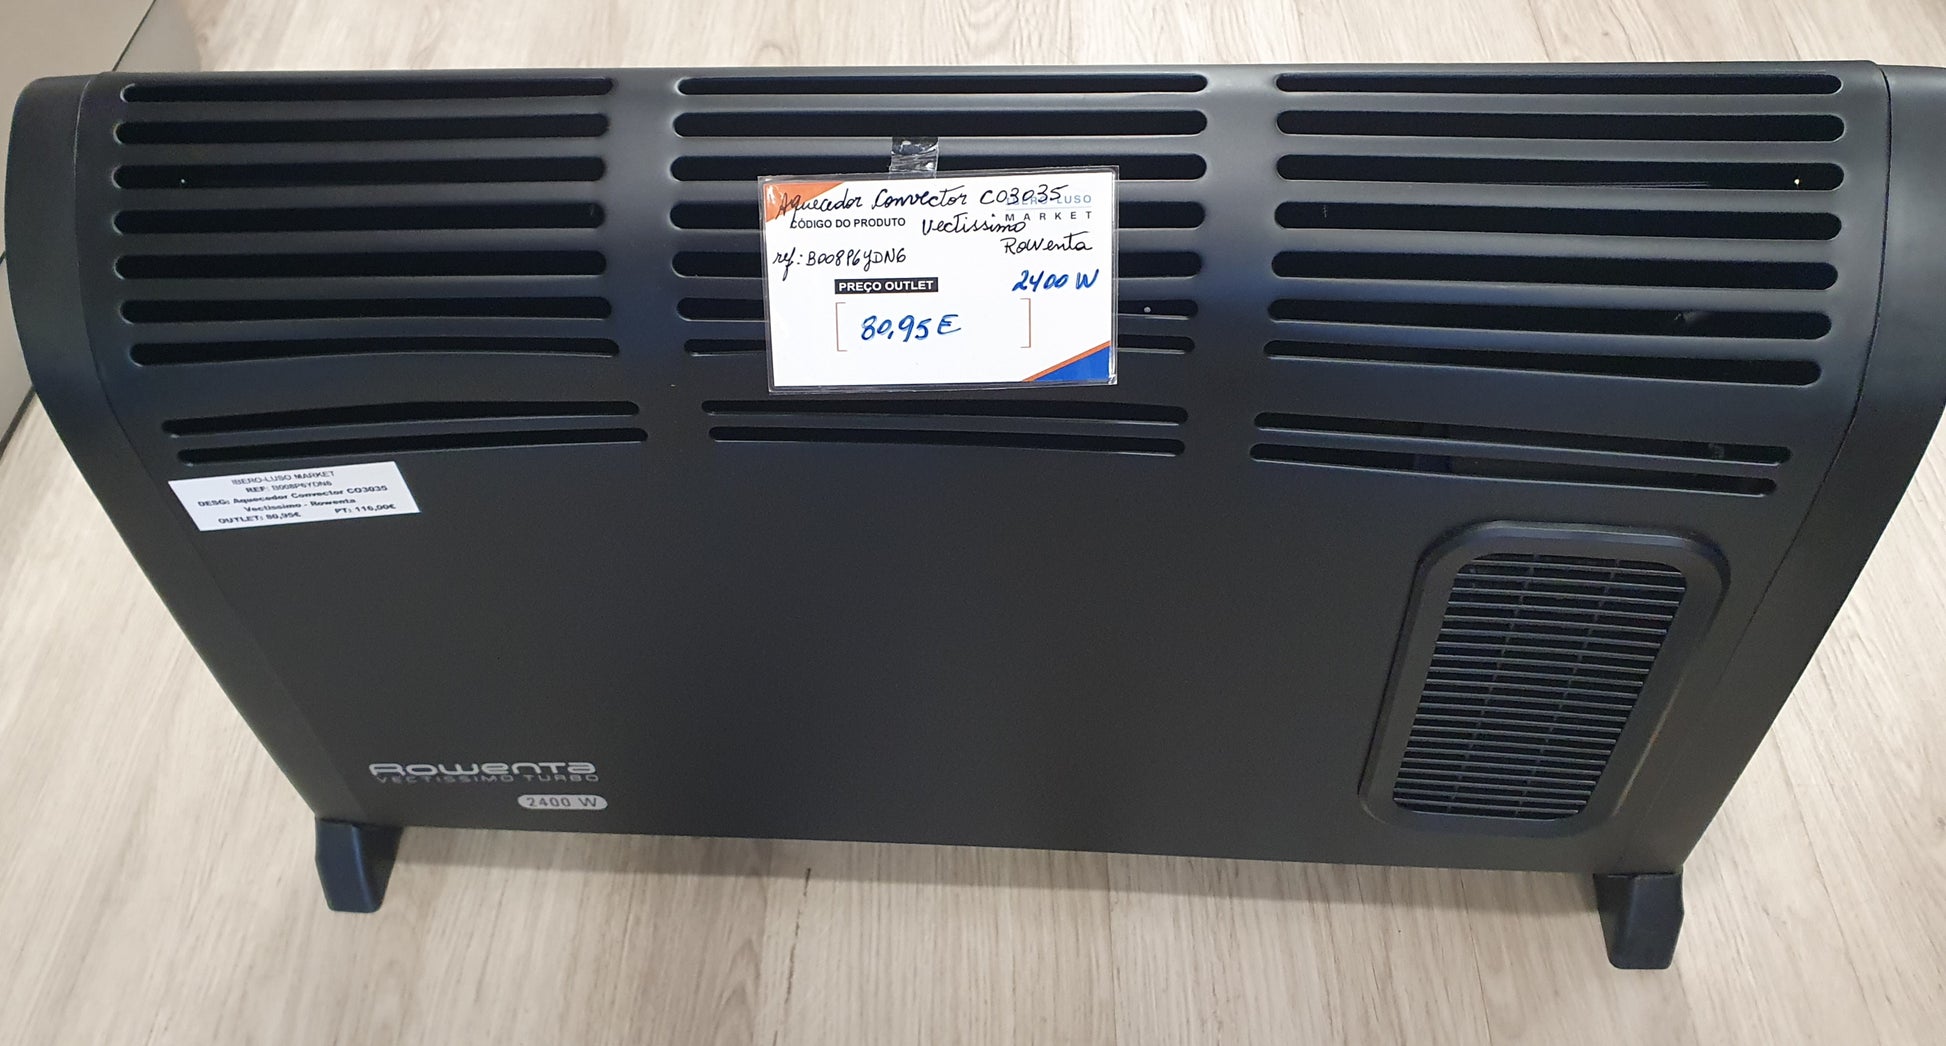 Aquecedor Convector CO3035
IBERO-LUSO
MARKET
CÓDIGO DO PRODUTO Vectissimo
Rowenta
ref: B008P6YDN6
PREÇO OUTLET 2400 W
80,95 E
IBERO-LUSO MARKET
REF: B008P6YDN6
DESG: Aquecedor Convector CO3035
Vectissimo - Rowenta
OUTLET: 80,95€ PT: 116,00€
ROWENTA
VECTISSIMO TURBO
2400 W